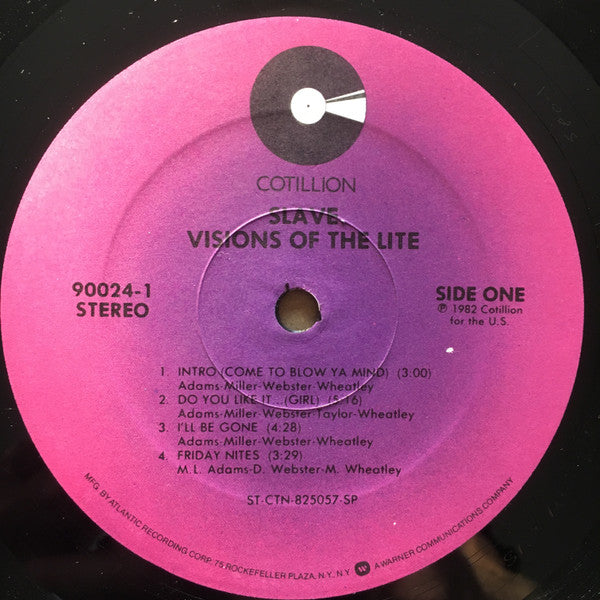 COTILLION
SLAVE.
VISIONS OF THE LITE
90024-1
STEREO
SIDE ONE
℗ 1982 Cotillion
for the U.S.
1. INTRO (COME TO BLOW YA MIND) (3:00)
Adams-Miller-Webster-Wheatley
2. DO YOU LIKE IT...(GIRL) (5:16)
Adams-Miller-Webster-Taylor-Wheatley
3. I'LL BE GONE (4:28)
Adams-Miller-Webster-Wheatley
4. FRIDAY NITES (3:29)
M.L. Adams-D. Webster-M. Wheatley
ST-CTN-825057-SP
MFG. BY ATLANTIC RECORDING CORP. 75 ROCKEFELLER PLAZA, N.Y. N.Y. A WARNER COMMUNICATIONS COMPANY